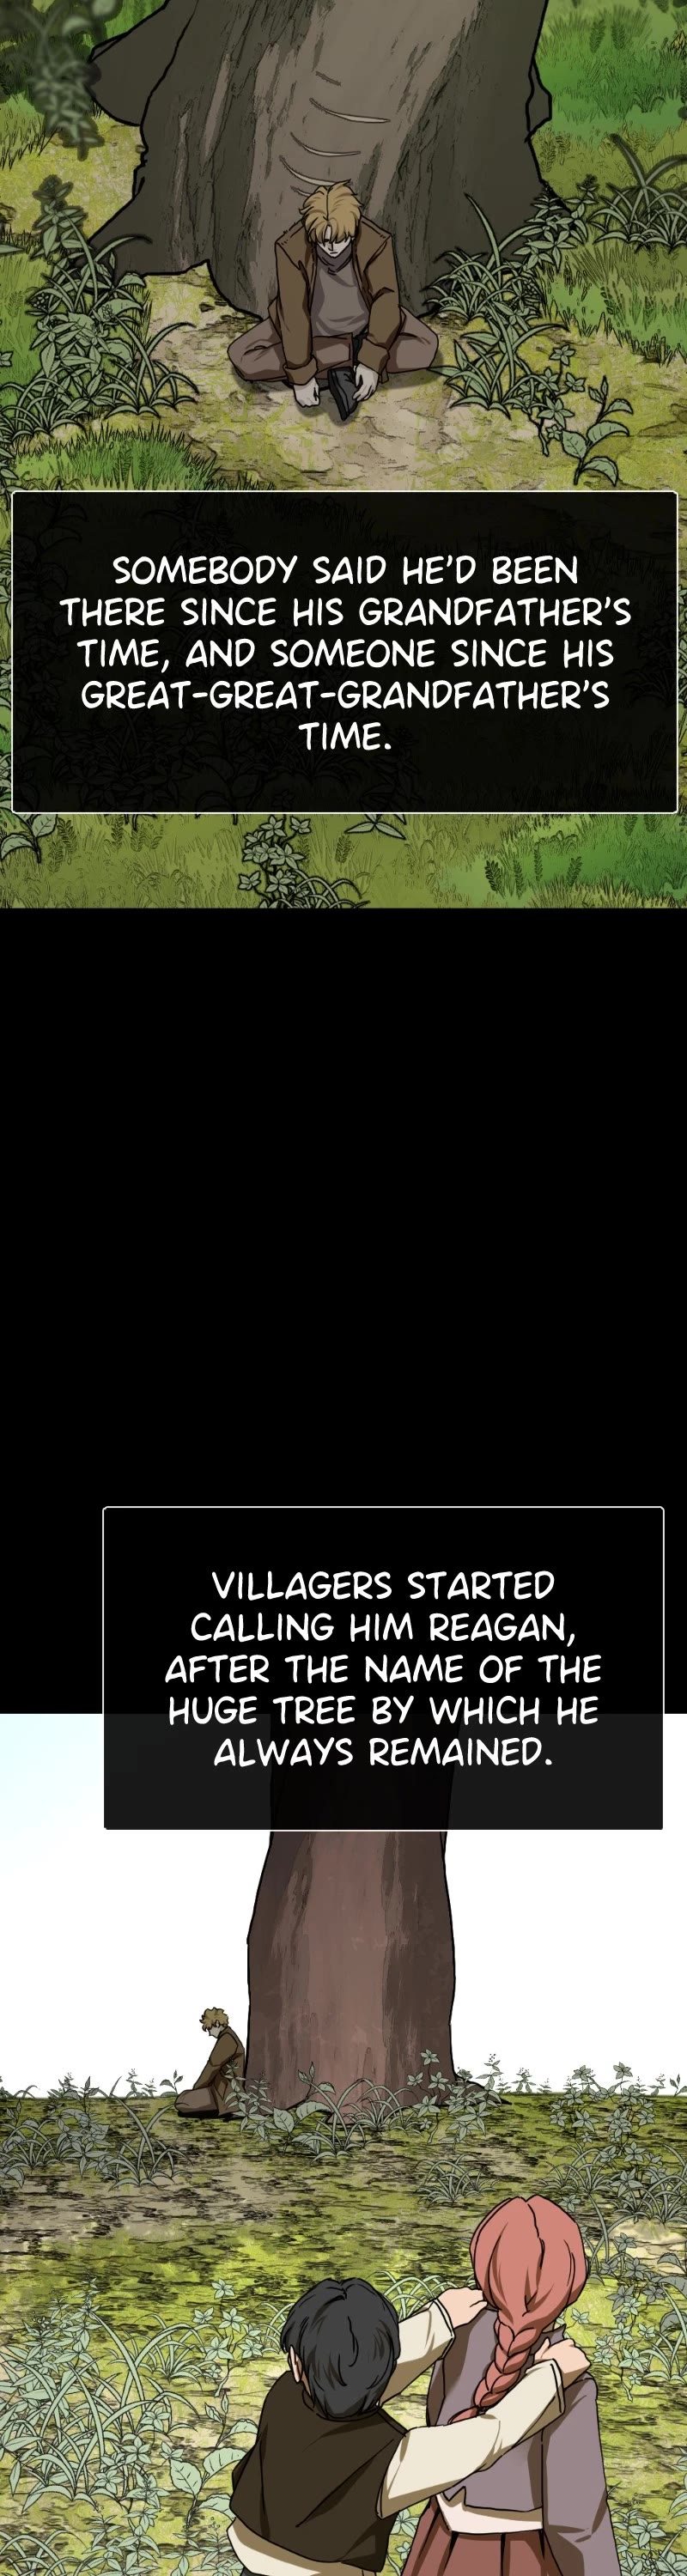 SOMEBODY SAID HE'D BEEN
THERE SINCE HIS GRANDFATHER'S
TIME, AND SOMEONE SINCE HIS
GREAT-GREAT-GRANDFATHER'S
TIME.
VILLAGERS STARTED
CALLING HIM REAGAN,
AFTER THE NAME OF THE
HUGE TREE BY WHICH HE
ALWAYS REMAINED.